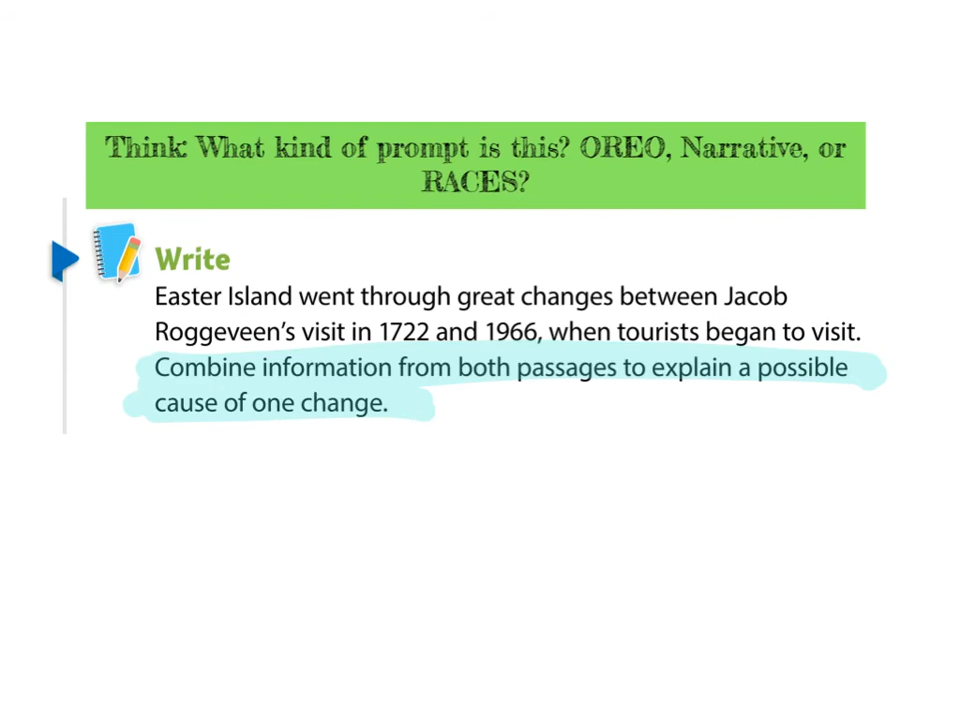 Think: What kind of prompt is this? OREO, Narrative, or
RACES?
Write
Easter Island went through great changes between Jacob
Roggeveen’s visit in 1722 and 1966, when tourists began to visit.
Combine information from both passages to explain a possible
cause of one change.